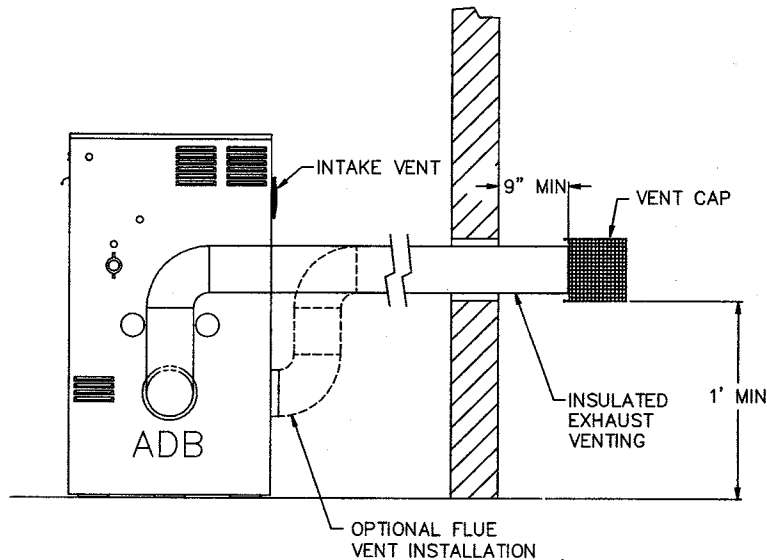 INTAKE VENT
9" MIN
VENT CAP
INSULATED
EXHAUST
VENTING
1' MIN
ADB
OPTIONAL FLUE
VENT INSTALLATION